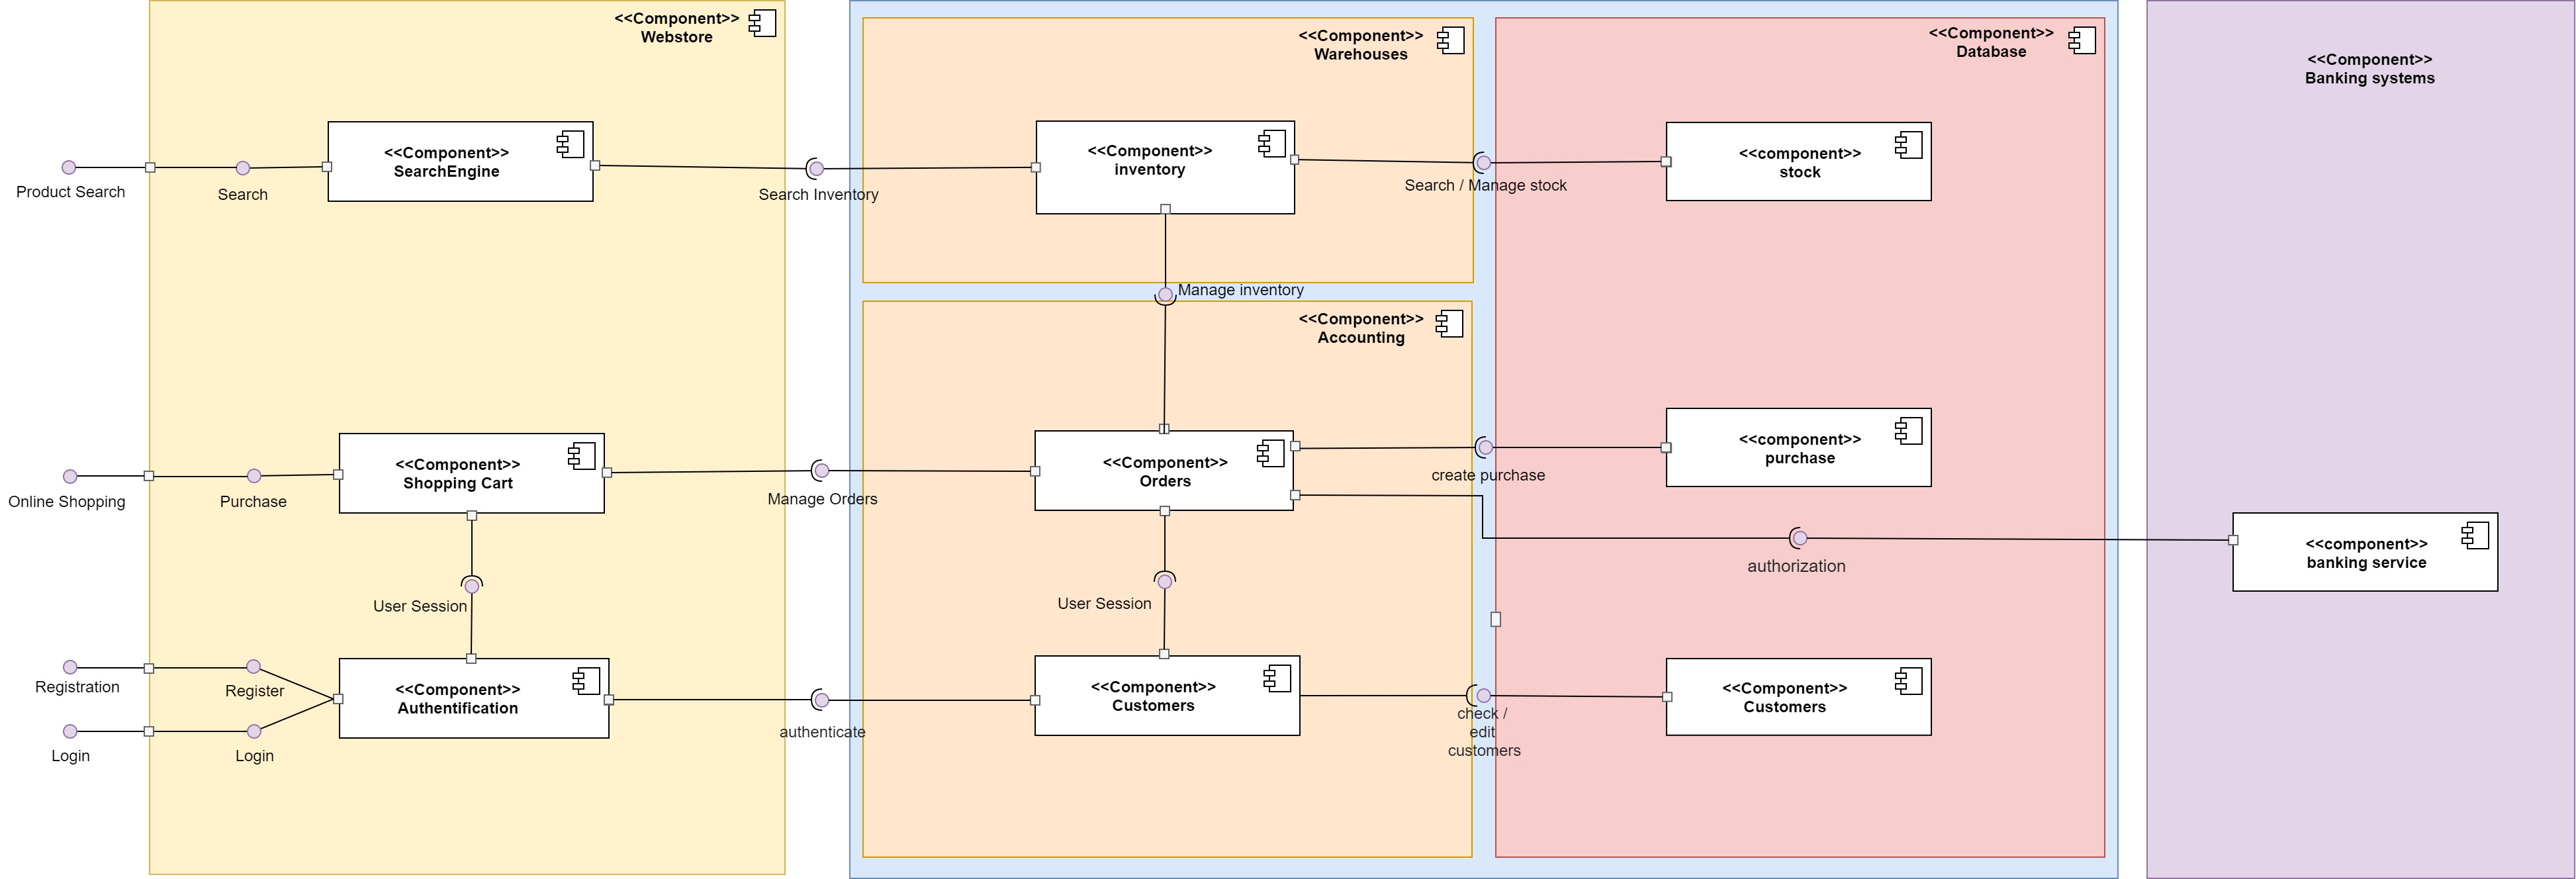 <<Component>>
Webstore
<<Component>>
Warehouses
<<Component>>
Database
<<Component>>
Banking systems
<<Component>>
SearchEngine
<<Component>>
inventory
<<component>>
stock
Product Search
Search
Search Inventory
Search / Manage stock
Manage inventory
<<Component>>
Accounting
<<Component>>
Shopping Cart
<<Component>>
Orders
<<component>>
purchase
Online Shopping
Purchase
Manage Orders
create purchase
<<component>>
banking service
authorization
User Session
User Session
<<Component>>
Authentification
<<Component>>
Customers
<<Component>>
Customers
Registration
Register
Login
Login
authenticate
check /
edit
customers